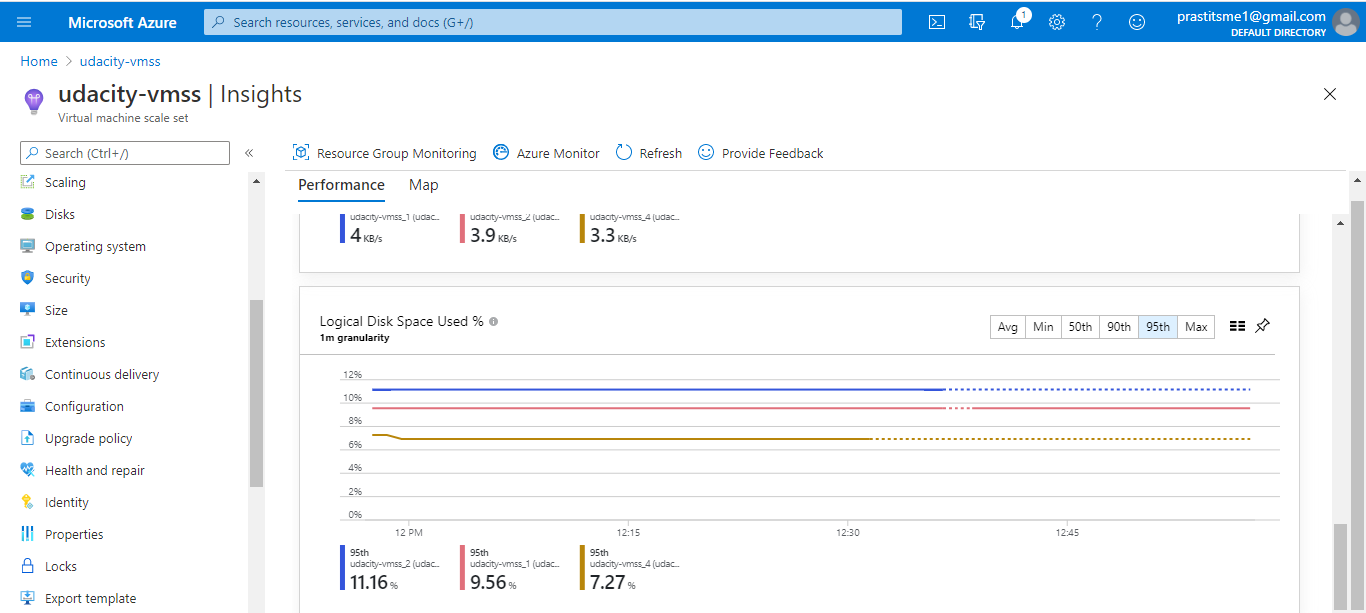 Microsoft Azure
Search resources, services, and docs (G+/)
1
prastitsme1@gmail.com
DEFAULT DIRECTORY
Home > udacity-vmss
udacity-vmss | Insights
Virtual machine scale set
Search (Ctrl+/)
«
Resource Group Monitoring
Azure Monitor
Refresh
Provide Feedback
Scaling
Disks
Operating system
Security
Size
Extensions
Continuous delivery
Configuration
Upgrade policy
Health and repair
Identity
Properties
Locks
Export template
Performance
Map
udacity-vmss_1 (udac...
4 KB/s
udacity-vmss_2 (udac...
3.9 KB/s
udacity-vmss_4 (udac...
3.3 KB/s
Logical Disk Space Used %
1m granularity
Avg Min 50th 90th 95th Max
12%
10%
8%
6%
4%
2%
0%
12 PM 12:15 12:30 12:45
95th
udacity-vmss_2 (udac...
11.16 %
95th
udacity-vmss_1 (udac...
9.56 %
95th
udacity-vmss_4 (udac...
7.27 %